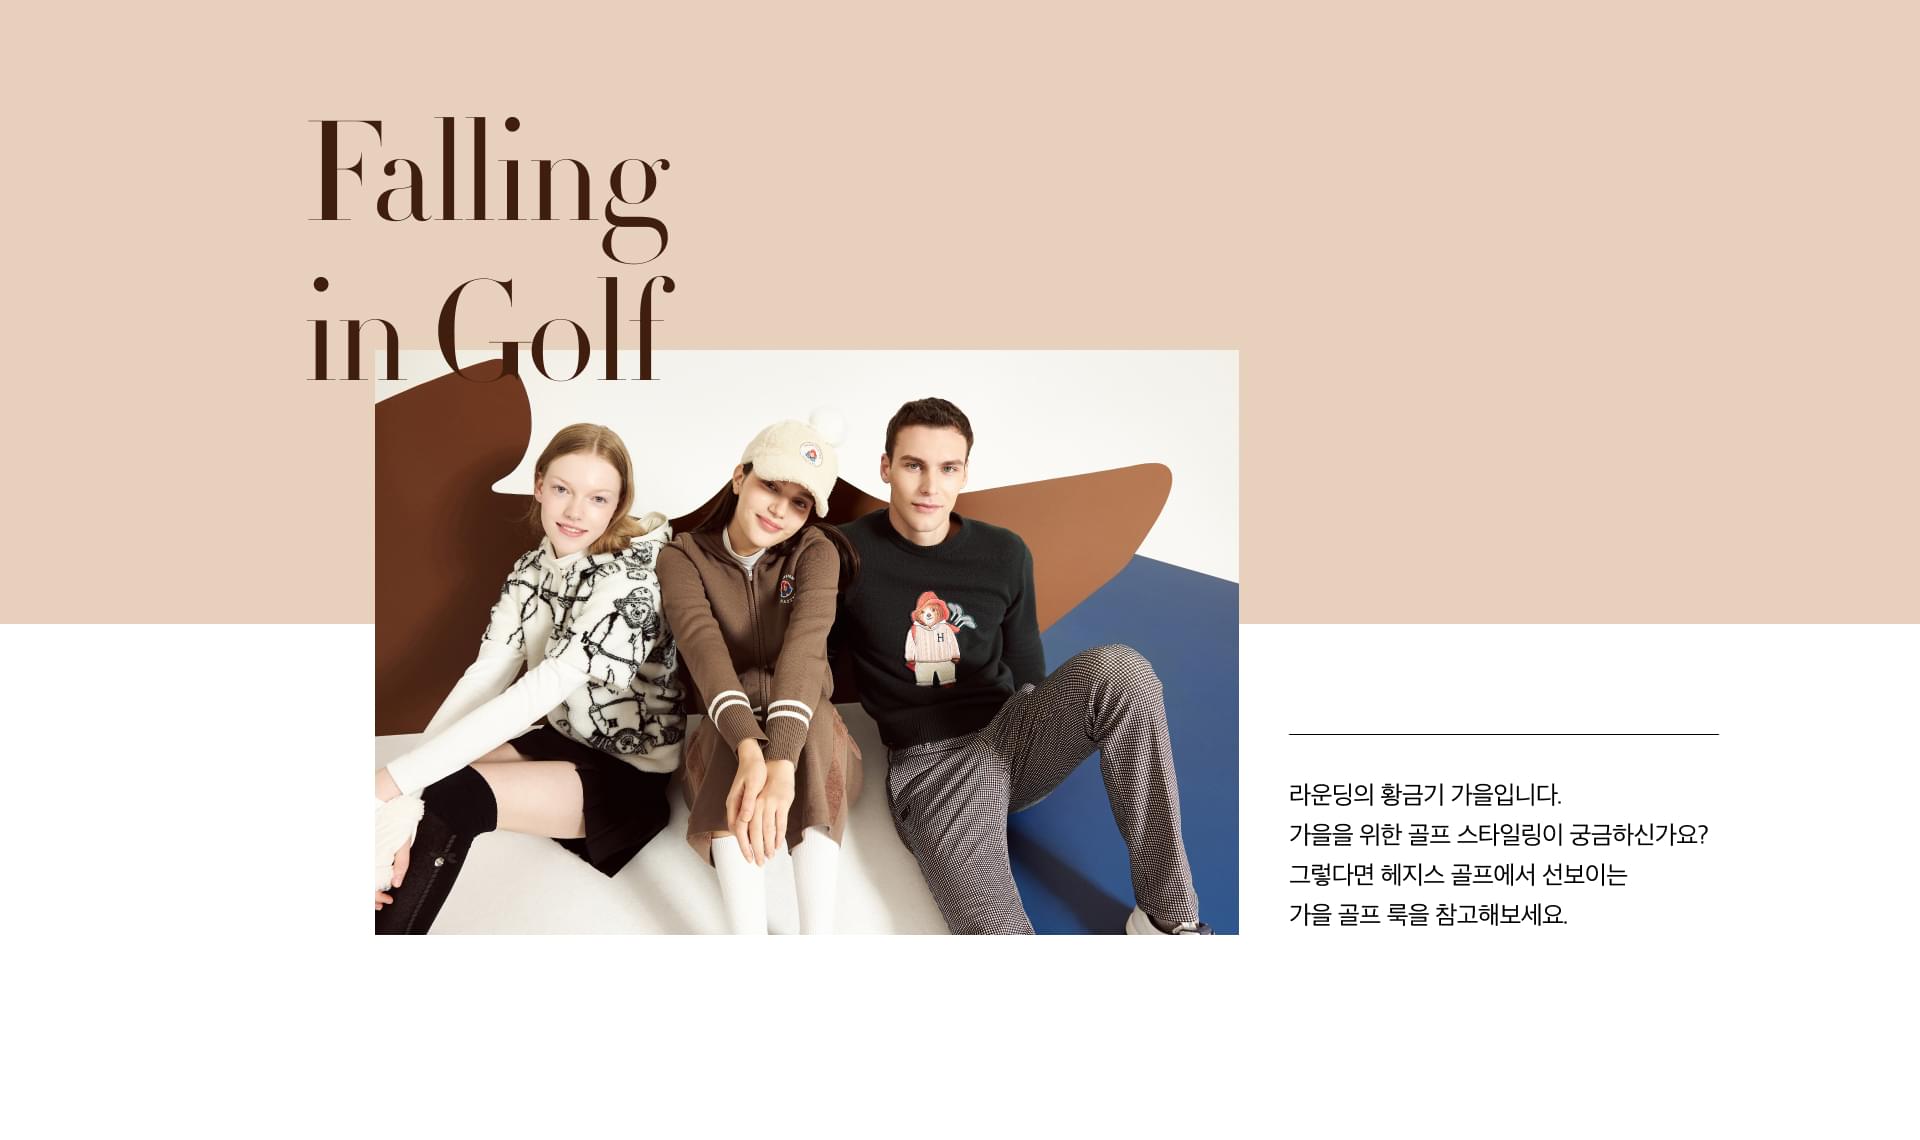 Falling
in Golf
H
라운딩의 황금기 가을입니다.
가을을 위한 골프 스타일링이 궁금하신가요?
그렇다면 헤지스 골프에서 선보이는
가을 골프 룩을 참고해보세요.